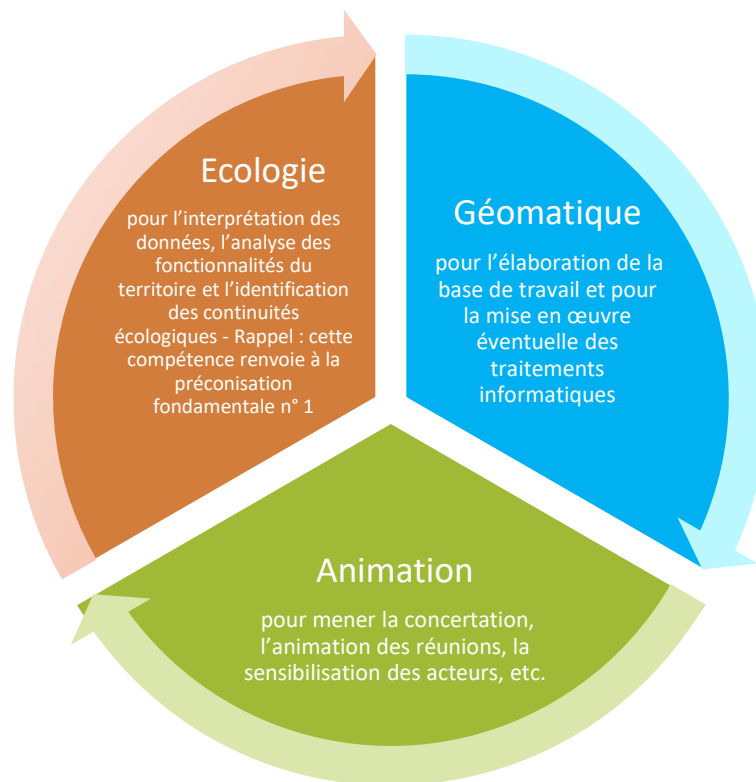 Ecologie
pour l’interprétation des
données, l’analyse des
fonctionnalités du
territoire et l’identification
des continuités
écologiques - Rappel : cette
compétence renvoie à la
préconisation
fondamentale n° 1
Géomatique
pour l’élaboration de la
base de travail et pour
la mise en œuvre
éventuelle des
traitements
informatiques
Animation
pour mener la concertation,
l’animation des réunions, la
sensibilisation des acteurs, etc.